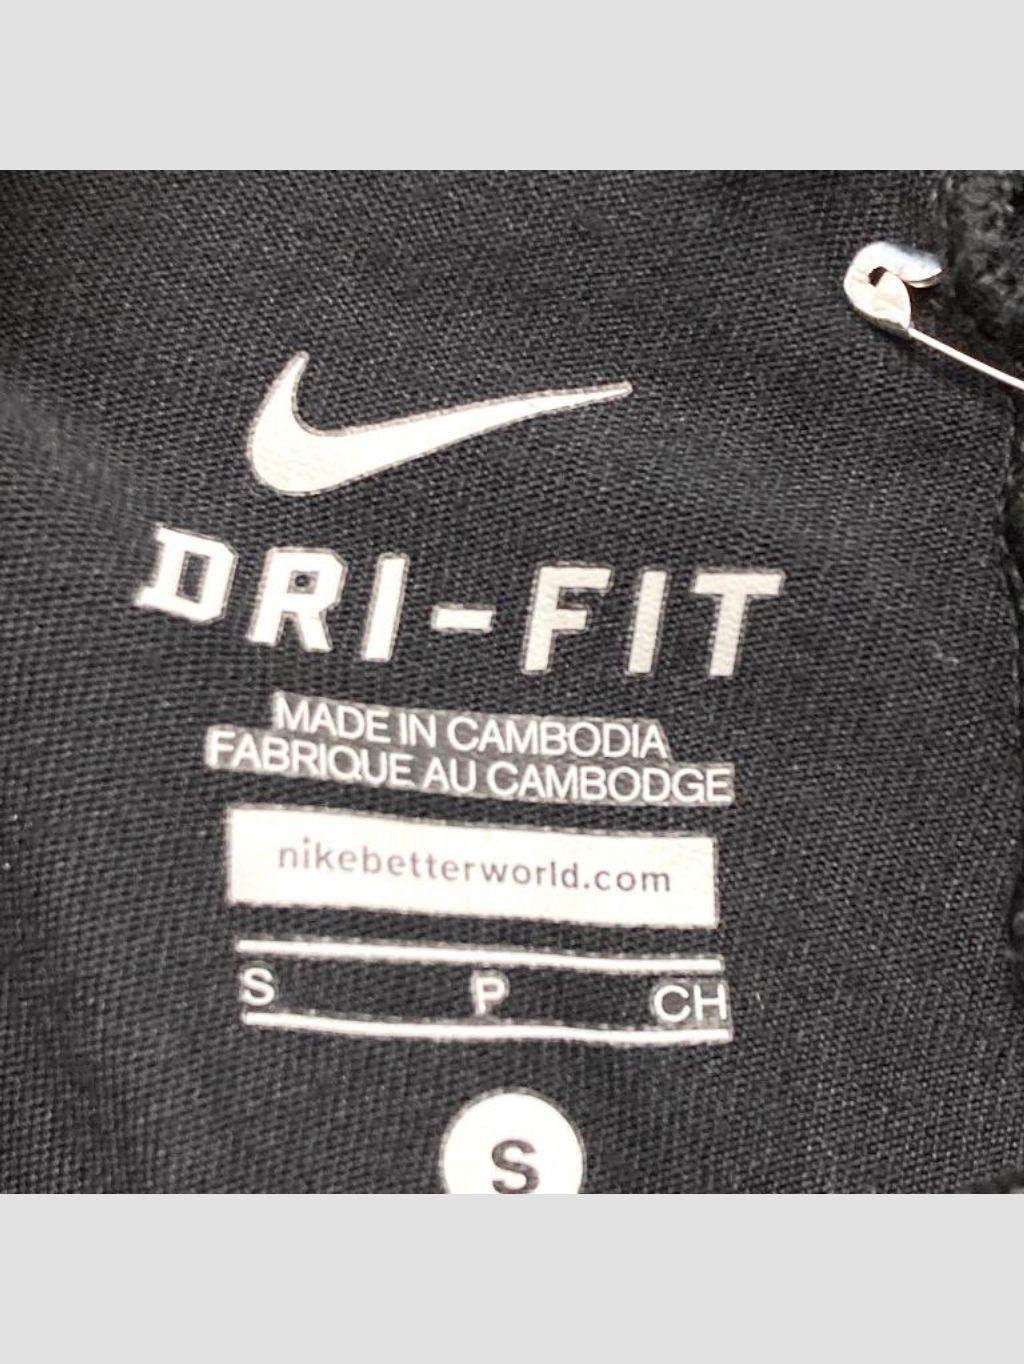 DRI-FIT
MADE IN CAMBODIA
FABRIQUE AU CAMBODGE
nikebetterworld.com
S P CH
S